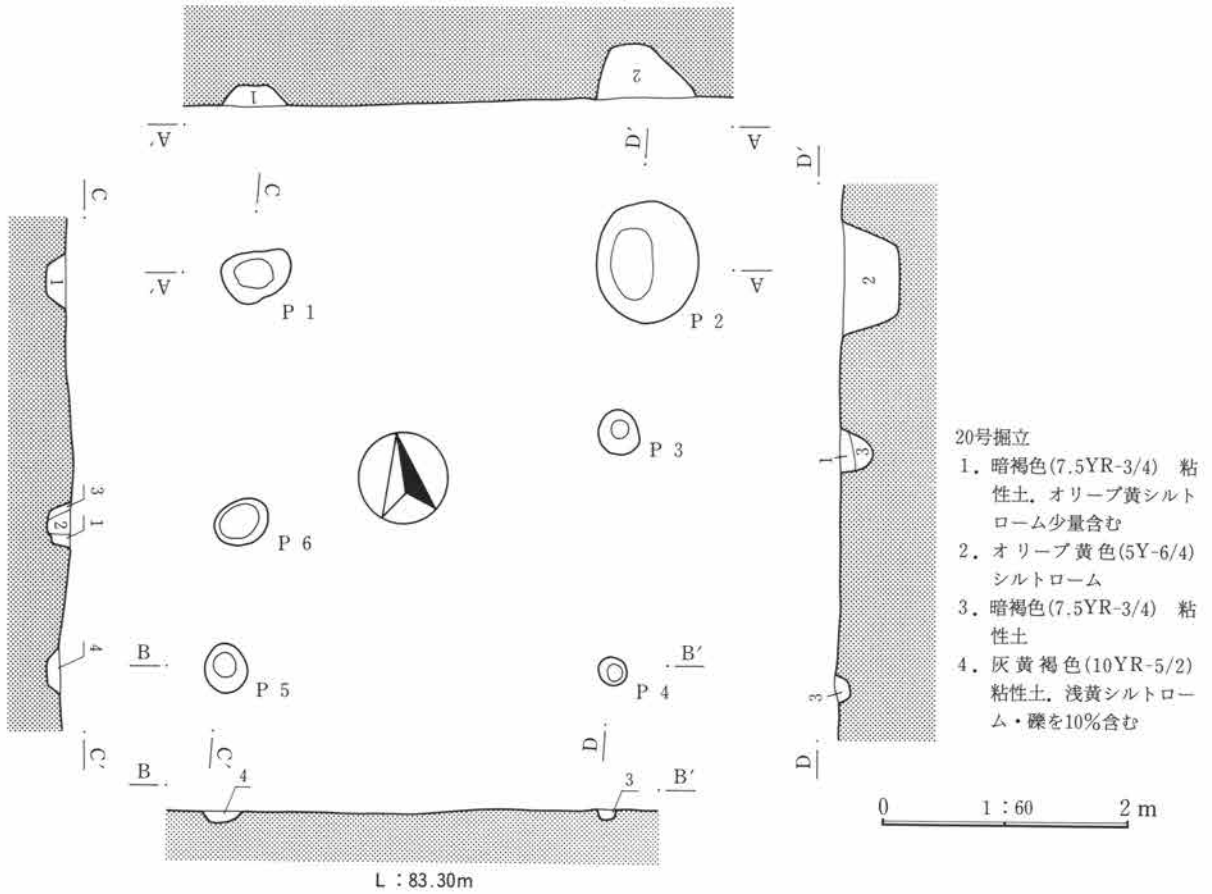 1
2
A′
A
D′
D′
C
C
A′
A
1
P 1
P 2
2
P 3
1
3
3
2
1
P 6
4
B
B′
P 5
P 4
3
C′
C′
D
D
B
4
3
B′
L：83.30m
20号掘立
1．暗褐色(7.5YR-3/4) 粘
性土．オリーブ黄シルト
ローム少量含む
2．オリーブ黄色(5Y-6/4)
シルトローム
3．暗褐色(7.5YR-3/4) 粘
性土
4．灰黄褐色(10YR-5/2)
粘性土．浅黄シルトロー
ム・礫を10%含む
0 1：60 2 m